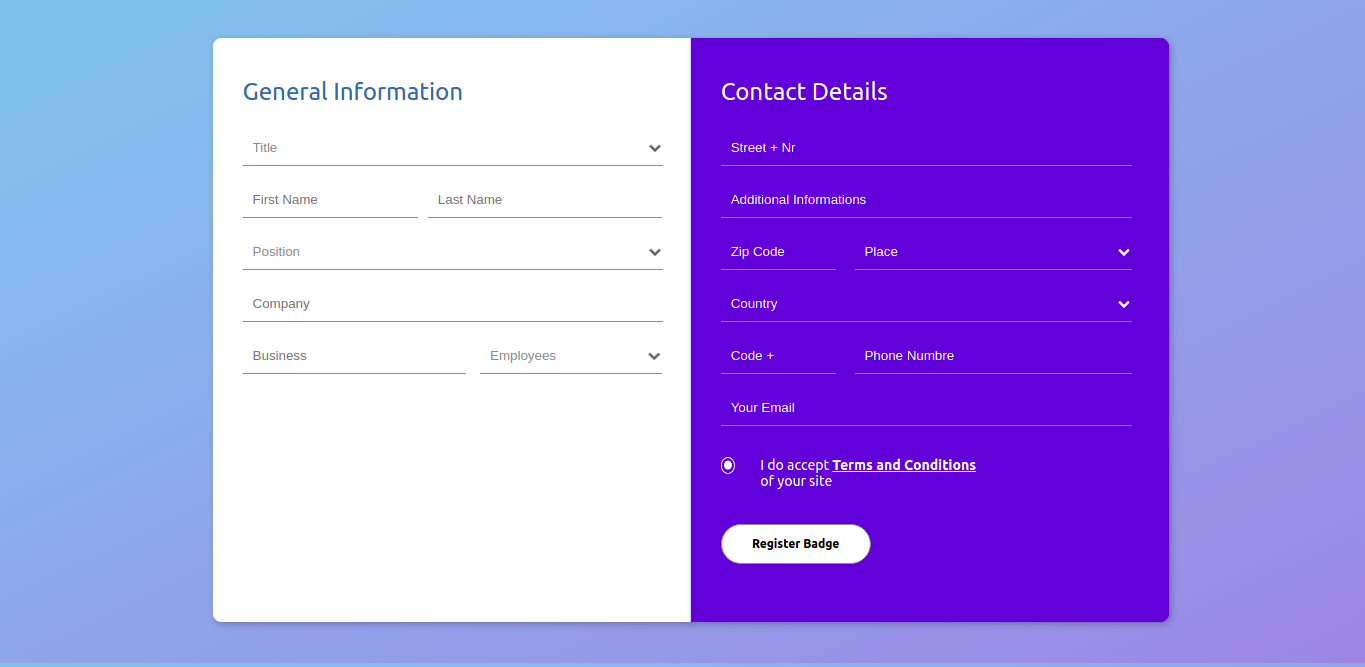 General Information
Title
First Name Last Name
Position
Company
Business Employees
Contact Details
Street + Nr
Additional Informations
Zip Code Place
Country
Code + Phone Numbre
Your Email
I do accept Terms and Conditions
of your site
Register Badge